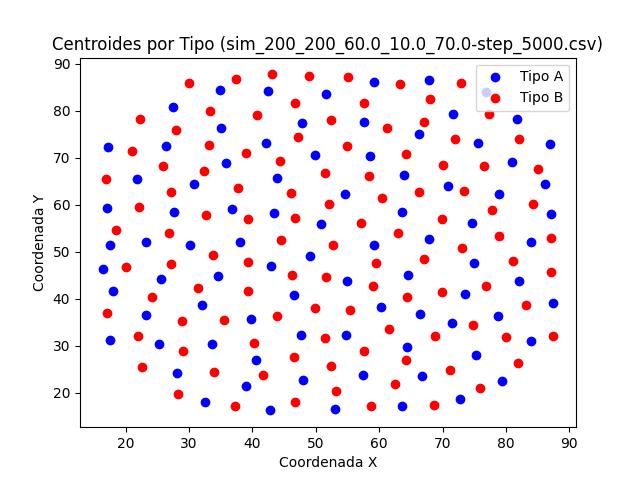 Centroides por Tipo (sim_200_200_60.0_10.0_70.0-step_5000.csv)
Tipo A
Tipo B
90
80
70
60
50
40
30
20
Coordenada Y
20 30 40 50 60 70 80 90
Coordenada X